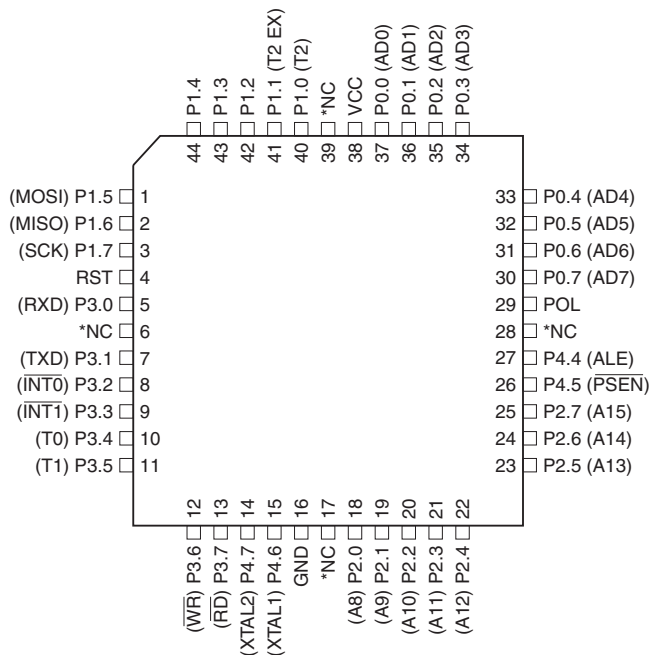 P1.4
P1.3
P1.2
P1.1 (T2 EX)
P1.0 (T2)
*NC
VCC
P0.0 (AD0)
P0.1 (AD1)
P0.2 (AD2)
P0.3 (AD3)
44
43
42
41
40
39
38
37
36
35
34
(MOSI) P1.5 1
(MISO) P1.6 2
(SCK) P1.7 3
RST 4
(RXD) P3.0 5
*NC 6
(TXD) P3.1 7
(I̅N̅T̅0̅) P3.2 8
(I̅N̅T̅1̅) P3.3 9
(T0) P3.4 10
(T1) P3.5 11
33 P0.4 (AD4)
32 P0.5 (AD5)
31 P0.6 (AD6)
30 P0.7 (AD7)
29 POL
28 *NC
27 P4.4 (ALE)
26 P4.5 (P̅S̅E̅N̅)
25 P2.7 (A15)
24 P2.6 (A14)
23 P2.5 (A13)
12
13
14
15
16
17
18
19
20
21
22
(W̅R̅) P3.6
(R̅D̅) P3.7
(XTAL2) P4.7
(XTAL1) P4.6
GND
*NC
(A8) P2.0
(A9) P2.1
(A10) P2.2
(A11) P2.3
(A12) P2.4